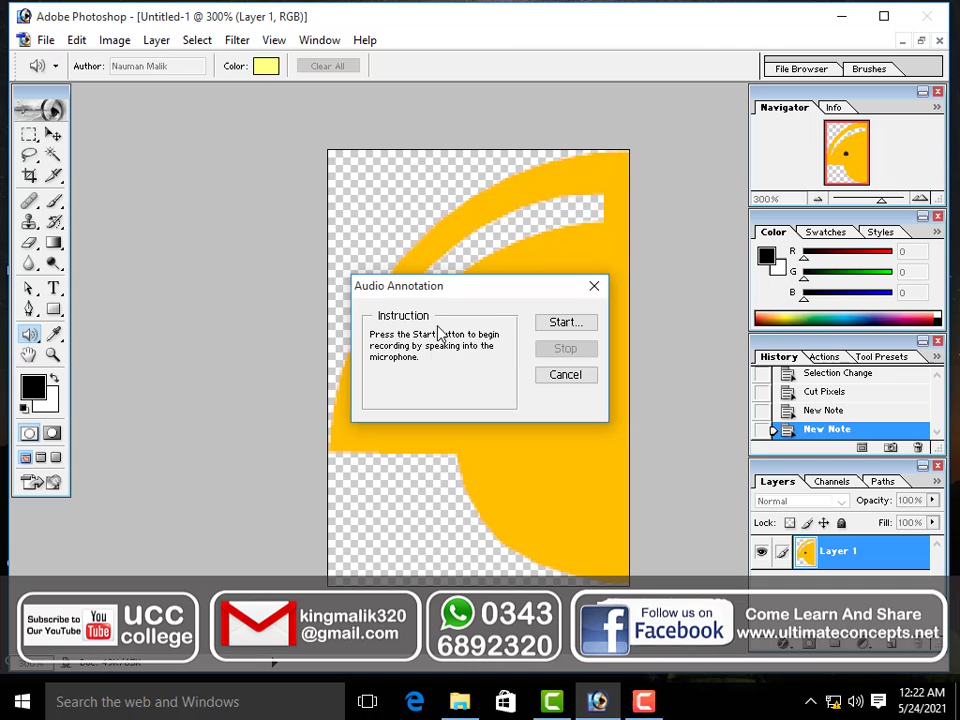 Adobe Photoshop - [Untitled-1 @ 300% (Layer 1, RGB)]
File Edit Image Layer Select Filter View Window Help
Author: Nauman Malik Color: Clear All
File Browser Brushes
Navigator Info
300%
Color Swatches Styles
R 0
G 0
B 0
History Actions Tool Presets
Selection Change
Cut Pixels
New Note
New Note
Layers Channels Paths
Normal Opacity: 100%
Lock: Fill: 100%
Layer 1
Audio Annotation
Instruction
Press the Start button to begin
recording by speaking into the
microphone.
Start...
Stop
Cancel
Subscribe to
Our YouTube
You
Tube
UCC
college
kingmalik320
@gmail.com
0343
6892320
Follow us on
Facebook
Come Learn And Share
www.ultimateconcepts.net
Search the web and Windows
12:22 AM
5/24/2021